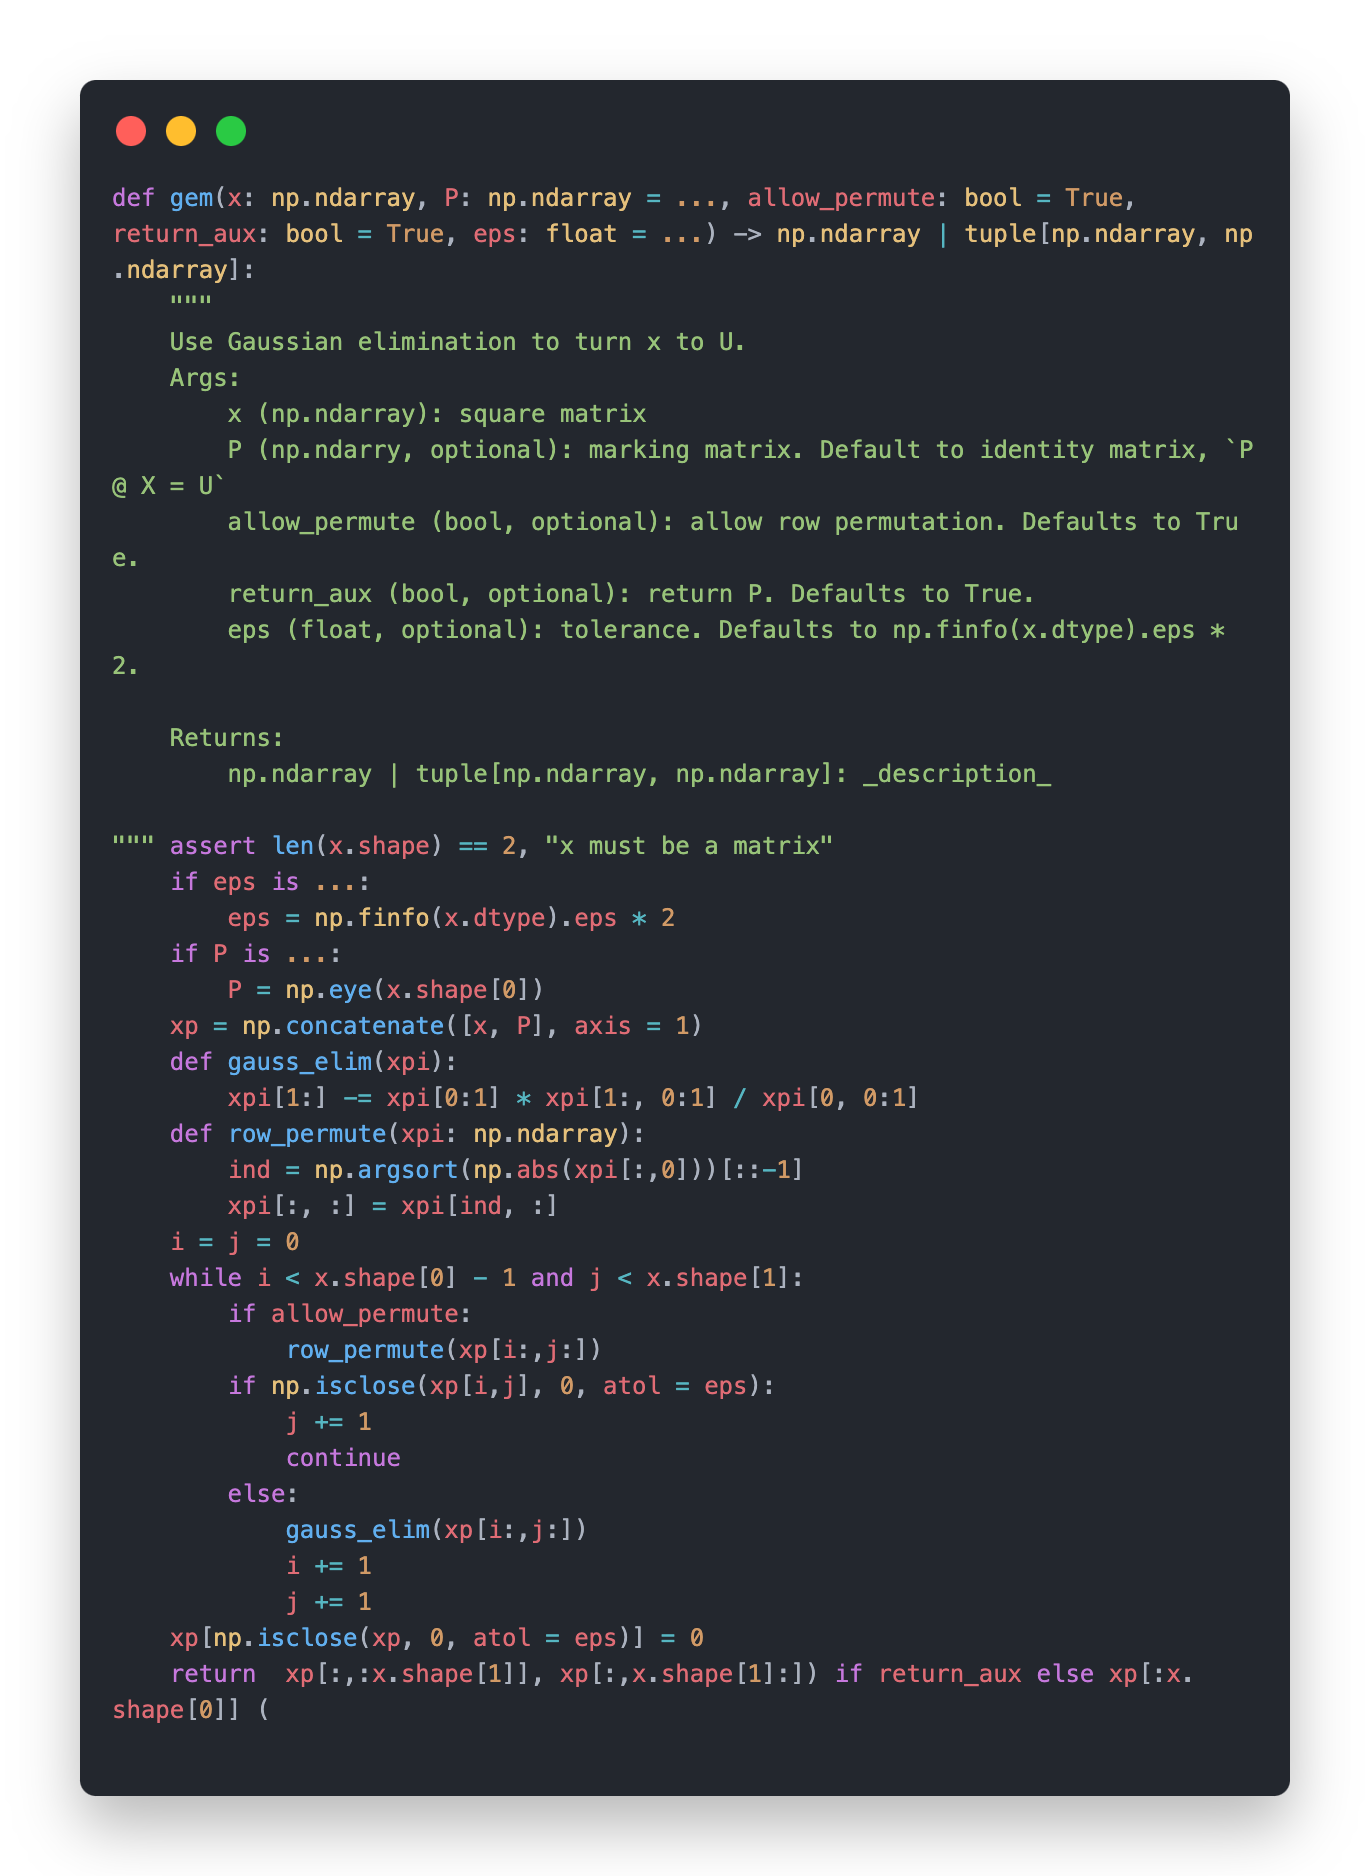 def gem(x: np.ndarray, P: np.ndarray = ..., allow_permute: bool = True,
return_aux: bool = True, eps: float = ...) -> np.ndarray | tuple[np.ndarray, np
.ndarray]:
    """
    Use Gaussian elimination to turn x to U.
    Args:
        x (np.ndarray): square matrix
        P (np.ndarry, optional): marking matrix. Default to identity matrix, `P
@ X = U`
        allow_permute (bool, optional): allow row permutation. Defaults to Tru
e.
        return_aux (bool, optional): return P. Defaults to True.
        eps (float, optional): tolerance. Defaults to np.finfo(x.dtype).eps *
2.

    Returns:
        np.ndarray | tuple[np.ndarray, np.ndarray]: _description_

""" assert len(x.shape) == 2, "x must be a matrix"
    if eps is ...:
        eps = np.finfo(x.dtype).eps * 2
    if P is ...:
        P = np.eye(x.shape[0])
    xp = np.concatenate([x, P], axis = 1)
    def gauss_elim(xpi):
        xpi[1:] -= xpi[0:1] * xpi[1:, 0:1] / xpi[0, 0:1]
    def row_permute(xpi: np.ndarray):
        ind = np.argsort(np.abs(xpi[:,0]))[::-1]
        xpi[:, :] = xpi[ind, :]
    i = j = 0
    while i < x.shape[0] - 1 and j < x.shape[1]:
        if allow_permute:
            row_permute(xp[i:,j:])
        if np.isclose(xp[i,j], 0, atol = eps):
            j += 1
            continue
        else:
            gauss_elim(xp[i:,j:])
            i += 1
            j += 1
    xp[np.isclose(xp, 0, atol = eps)] = 0
    return  xp[:,:x.shape[1]], xp[:,x.shape[1]:]) if return_aux else xp[:x.
shape[0]] (